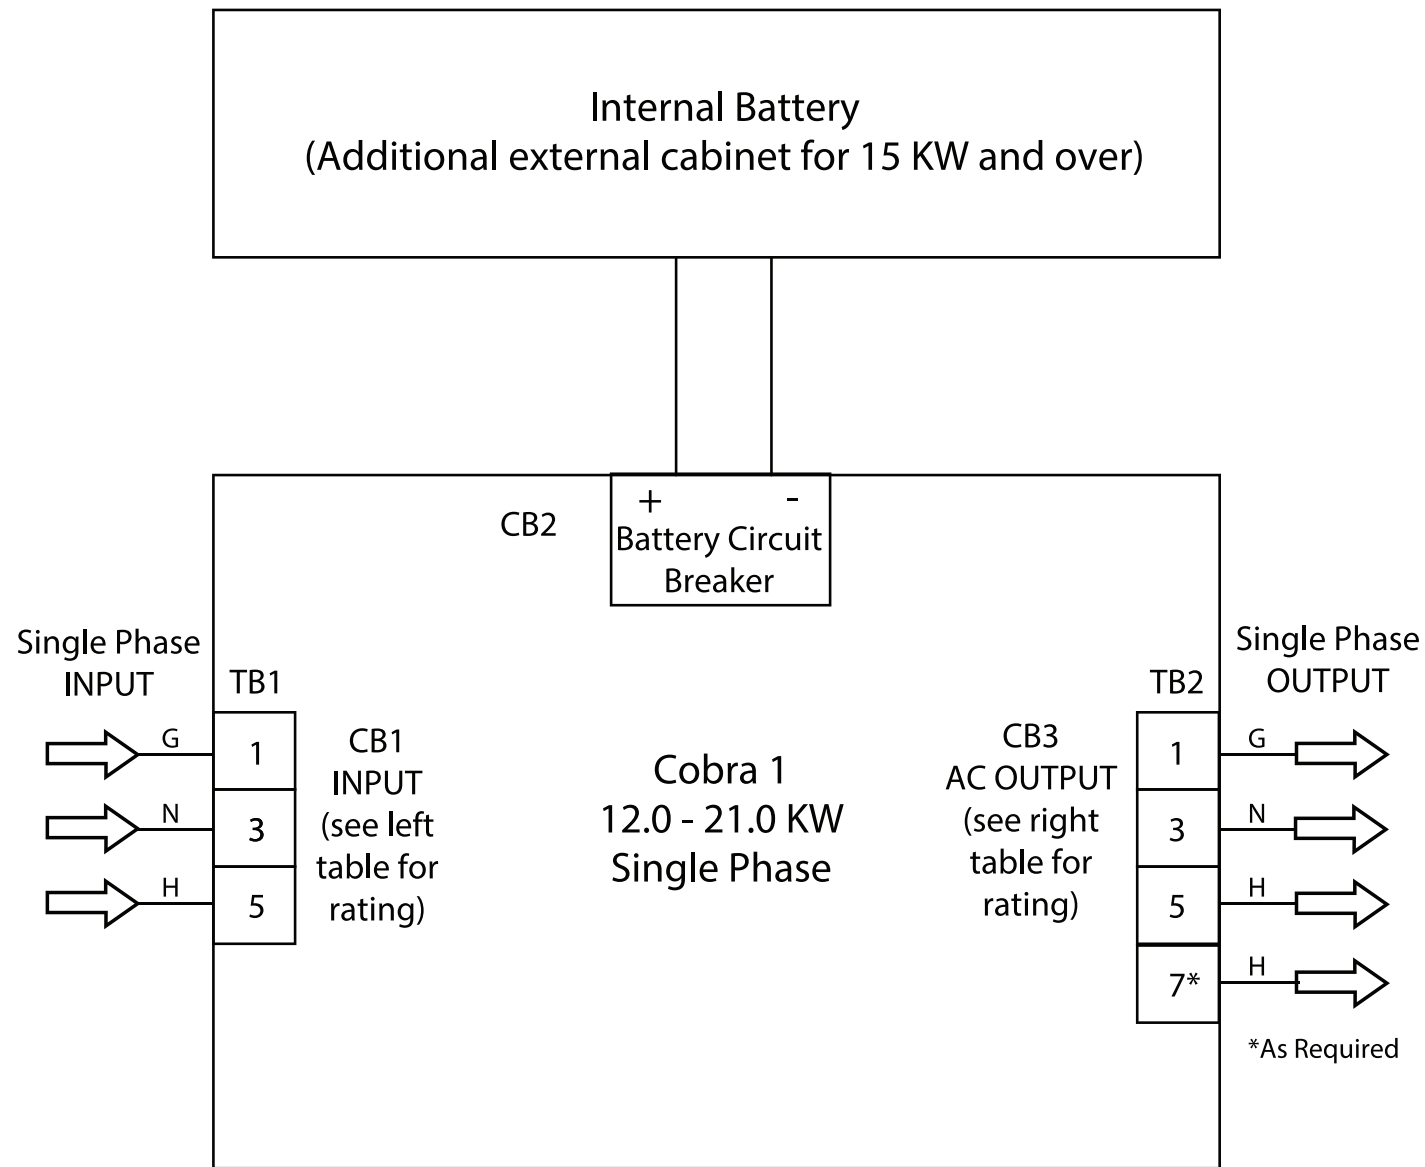 Internal Battery
(Additional external cabinet for 15 KW and over)
+ -
CB2
Battery Circuit
Breaker
Single Phase
INPUT
TB1
G
1
N
3
H
5
CB1
INPUT
(see left
table for
rating)
Cobra 1
12.0 - 21.0 KW
Single Phase
CB3
AC OUTPUT
(see right
table for
rating)
TB2
Single Phase
OUTPUT
1
G
3
N
5
H
7*
H
*As Required